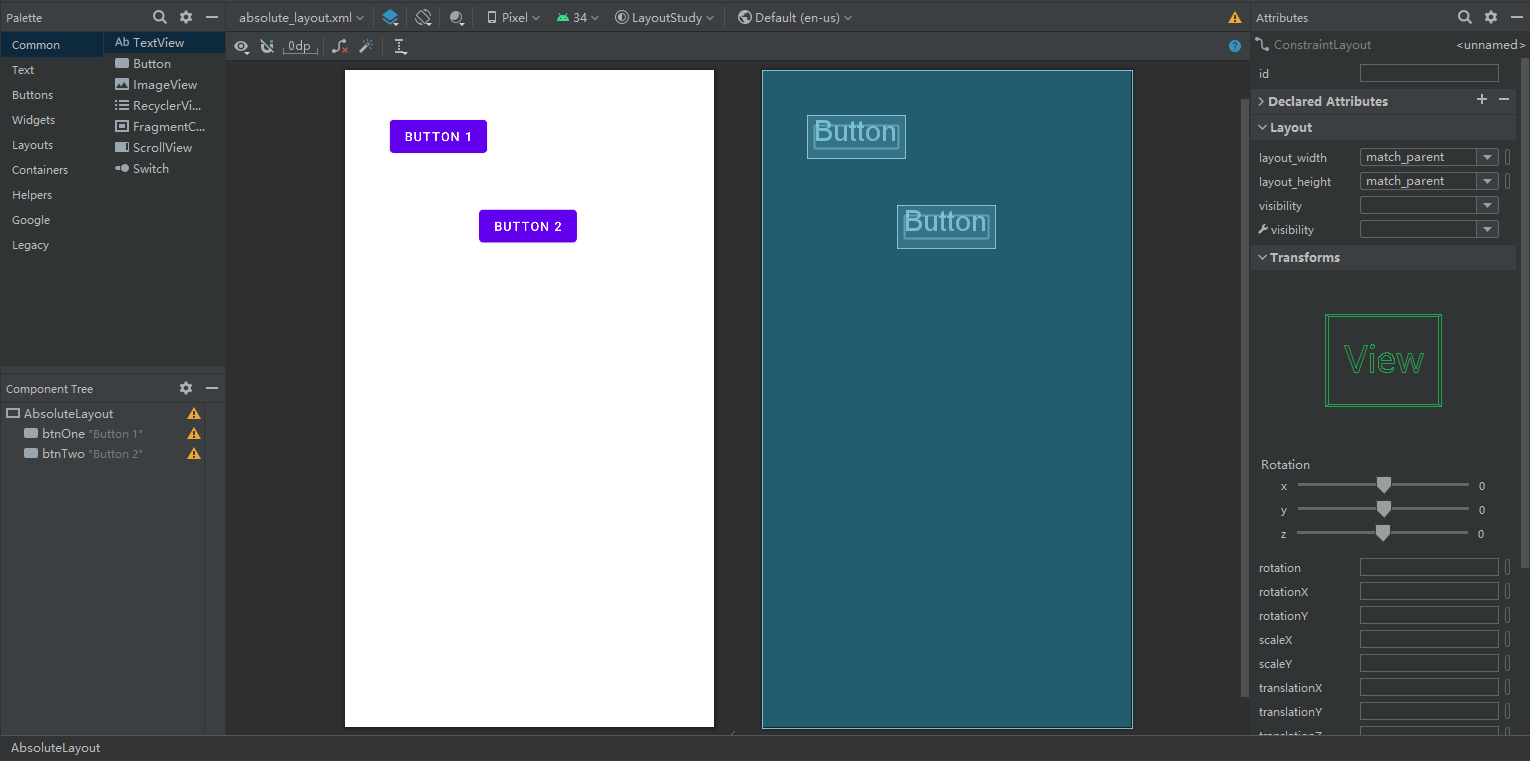 Palette
absolute_layout.xml
Pixel
34
LayoutStudy
Default (en-us)
Attributes
Common
Text
Buttons
Widgets
Layouts
Containers
Helpers
Google
Legacy
Ab TextView
Button
ImageView
RecyclerVi...
FragmentC...
ScrollView
Switch
0dp
?
BUTTON 1
BUTTON 2
Button
Button
Component Tree
AbsoluteLayout
btnOne "Button 1"
btnTwo "Button 2"
ConstraintLayout <unnamed>
id
Declared Attributes
Layout
layout_width match_parent
layout_height match_parent
visibility
visibility
Transforms
View
Rotation
x 0
y 0
z 0
rotation
rotationX
rotationY
scaleX
scaleY
translationX
translationY
translationZ
AbsoluteLayout